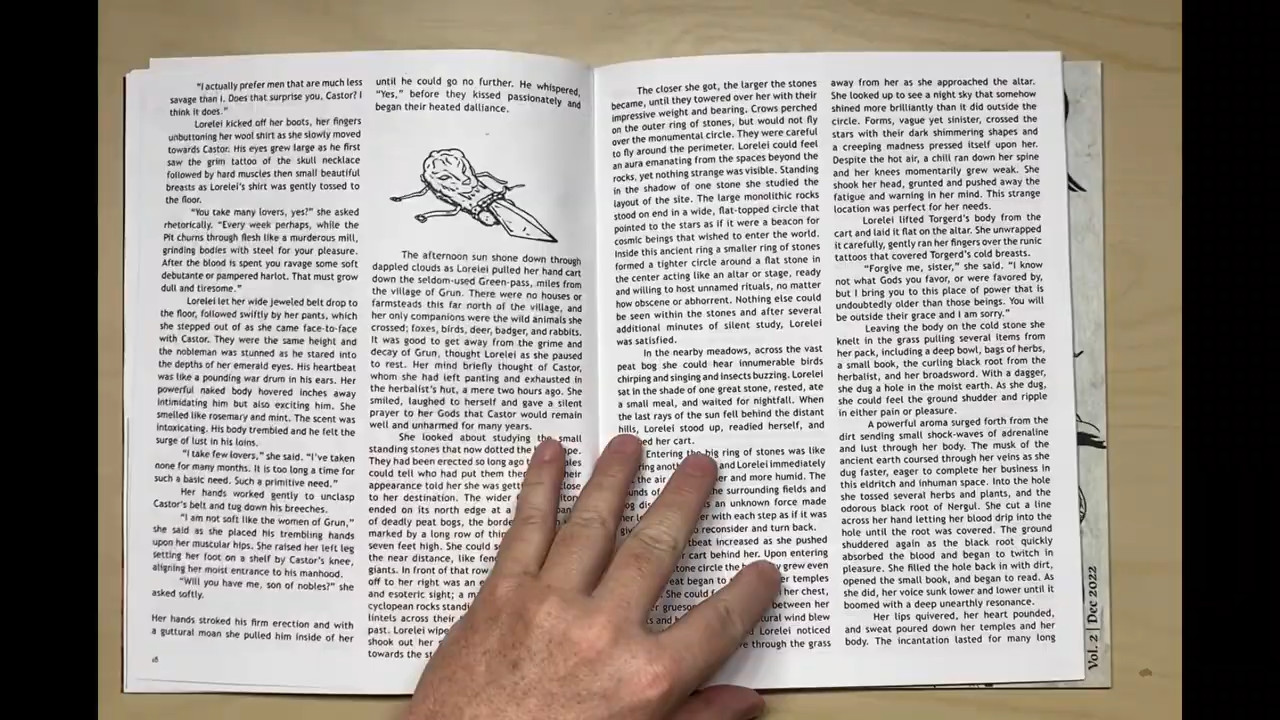 "I actually prefer men that are much less
savage than I. Does that surprise you, Castor? I
think it does."
Lorelei kicked off her boots, her fingers
unbuttoning her wool shirt as she slowly moved
towards Castor. His eyes grew large as he first
saw the grim tattoo of the skull necklace
followed by hard muscles then small beautiful
breasts as Lorelei's shirt was gently tossed to
the floor.
"You take many lovers, yes?" she asked
rhetorically. "Every week perhaps, while the
Pit churns through flesh like a murderous mill,
grinding bodies with steel for your pleasure.
After the blood is spent you ravage some soft
debutante or pampered harlot. That must grow
dull and tiresome."
Lorelei let her wide jeweled belt drop to
the floor, followed swiftly by her pants, which
she stepped out of as she came face-to-face
with Castor. They were the same height and
the nobleman was stunned as he stared into
the depths of her emerald eyes. His heartbeat
was like a pounding war drum in his ears. Her
powerful naked body hovered inches away
intimidating him but also exciting him. She
smelled like rosemary and mint. The scent was
intoxicating. His body trembled and he felt the
surge of lust in his loins.
"I take few lovers," she said. "I've taken
none for many months. It is too long a time for
such a basic need. Such a primitive need."
Her hands worked gently to unclasp
Castor's belt and tug down his breeches.
"I am not soft like the women of Grun,"
she said as she placed his trembling hands
upon her muscular hips. She raised her left leg
setting her foot on a shelf by Castor's knee,
aligning her moist entrance to his manhood.
"Will you have me, son of nobles?" she
asked softly.
Her hands stroked his firm erection and with
a guttural moan she pulled him inside of her
until he could go no further. He whispered,
"Yes," before they kissed passionately and
began their heated dalliance.
The afternoon sun shone down through
dappled clouds as Lorelei pulled her hand cart
down the seldom-used Green-pass, miles from
the village of Grun. There were no houses or
farmsteads this far north of the village, and
her only companions were the wild animals she
crossed; foxes, birds, deer, badger, and rabbits.
It was good to get away from the grime and
decay of Grun, thought Lorelei as she paused
to rest. Her mind briefly thought of Castor,
whom she had left panting and exhausted in
the herbalist's hut, a mere two hours ago. She
smiled, laughed to herself and gave a silent
prayer to her Gods that Castor would remain
well and unharmed for many years.
She looked about studying the small
standing stones that now dotted the
They had been erected so long ago
could tell who had put them
appearance told her she was close
to her destination. The wider
ended on its north edge at a
of deadly peat bogs, the
marked by a long row of
seven feet high. She could
the near distance, like
giants. In front of that row
off to her right was an
and esoteric sight; a
cyclopean rocks
lintels across their
past. Lorelei
shook out her
towards the
18
The closer she got, the larger the stones
became, until they towered over her with their
impressive weight and bearing. Crows perched
on the outer ring of stones, but would not fly
over the monumental circle. They were careful
to fly around the perimeter. Lorelei could feel
an aura emanating from the spaces beyond the
rocks, yet nothing strange was visible. Standing
in the shadow of one stone she studied the
layout of the site. The large monolithic rocks
stood on end in a wide, flat-topped circle that
pointed to the stars as if it were a beacon for
cosmic beings that wished to enter the world.
Inside this ancient ring a smaller ring of stones
formed a tighter circle around a flat stone in
the center acting like an altar or stage, ready
and willing to host unnamed rituals, no matter
how obscene or abhorrent. Nothing else could
be seen within the stones and after several
additional minutes of silent study, Lorelei
was satisfied.
In the nearby meadows, across the vast
peat bog she could hear innumerable birds
chirping and singing and insects buzzing. Lorelei
sat in the shade of one great stone, rested, ate
a small meal, and waited for nightfall. When
the last rays of the sun fell behind the distant
hills, Lorelei stood up, readied herself, and
her cart.
Entering the big ring of stones was like
and Lorelei immediately
the air and more humid. The
the surrounding fields and
an unknown force made
with each step as if it was
reconsider and turn back.
increased as she pushed
cart behind her. Upon entering
stone circle the grew even
began to temples
She could her chest,
between her
wind blew
Lorelei noticed
through the grass
away from her as she approached the altar.
She looked up to see a night sky that somehow
shined more brilliantly than it did outside the
circle. Forms, vague yet sinister, crossed the
stars with their dark shimmering shapes and
a creeping madness pressed itself upon her.
Despite the hot air, a chill ran down her spine
and her knees momentarily grew weak. She
shook her head, grunted and pushed away the
fatigue and warning in her mind. This strange
location was perfect for her needs.
Lorelei lifted Torgerd's body from the
cart and laid it flat on the altar. She unwrapped
it carefully, gently ran her fingers over the runic
tattoos that covered Torgerd's cold breasts.
"Forgive me, sister," she said. "I know
not what Gods you favor, or were favored by,
but I bring you to this place of power that is
undoubtedly older than those beings. You will
be outside their grace and I am sorry."
Leaving the body on the cold stone she
knelt in the grass pulling several items from
her pack, including a deep bowl, bags of herbs,
a small book, the curling black root from the
herbalist, and her broadsword. With a dagger,
she dug a hole in the moist earth. As she dug,
she could feel the ground shudder and ripple
in either pain or pleasure.
A powerful aroma surged forth from the
dirt sending small shock-waves of adrenaline
and lust through her body. The musk of the
ancient earth coursed through her veins as she
dug faster, eager to complete her business in
this eldritch and inhuman space. Into the hole
she tossed several herbs and plants, and the
odorous black root of Nergul. She cut a line
across her hand letting her blood drip into the
hole until the root was covered. The ground
shuddered again as the black root quickly
absorbed the blood and began to twitch in
pleasure. She filled the hole back in with dirt,
opened the small book, and began to read. As
she did, her voice sunk lower and lower until it
boomed with a deep unearthly resonance.
Her lips quivered, her heart pounded,
and sweat poured down her temples and her
body. The incantation lasted for many long
Vol. 2 | Dec 2022